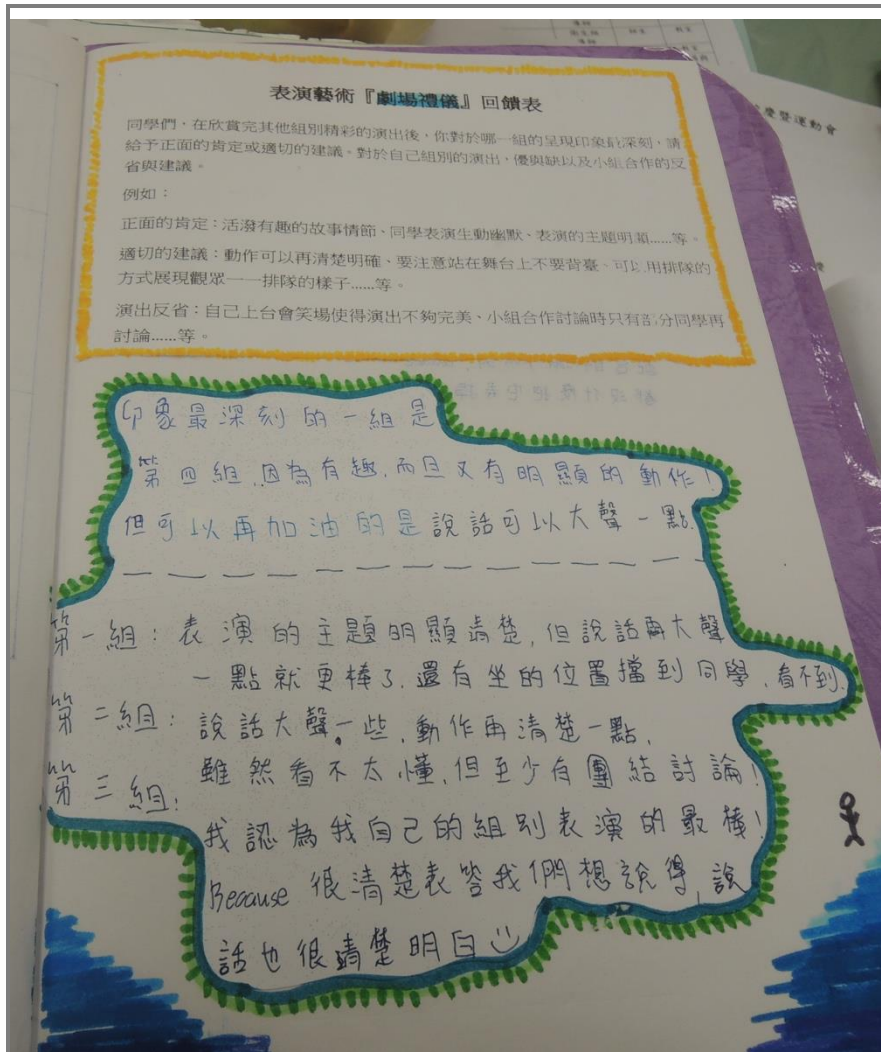 表演藝術『劇場禮儀』回饋表
同學們,在欣賞完其他組別精彩的演出後,你對於哪一組的呈現印象最深刻,請
給予正面的肯定或適切的建議。對於自己組別的演出,優與缺以及小組合作的反
省與建議。
例如:
正面的肯定:活潑有趣的故事情節、同學表演生動幽默、表演的主題明顯……等。
適切的建議:動作可以再清楚明確、要注意站在舞台上不要背臺、可以用排隊的
方式展現觀眾一一排隊的樣子……等。
演出反省:自己上台會笑場使得演出不夠完美、小組合作討論時只有部分同學再
討論……等。
印象最深刻的一組是
第四組,因為有趣,而且又有明顯的動作!
但可以再加油的是說話可以大聲一點.
第一組:表演的主題明顯清楚,但說話再大聲
一點就更棒了.還有坐的位置擋到同學,看不到.
第二組:說話大聲一些,動作再清楚一點.
第三組:雖然看不太懂,但至少有團結討論!
我認為我自己的組別表演的最棒!
Because 很清楚表答我們想說得,說
話也很清楚明白
慶暨運動會